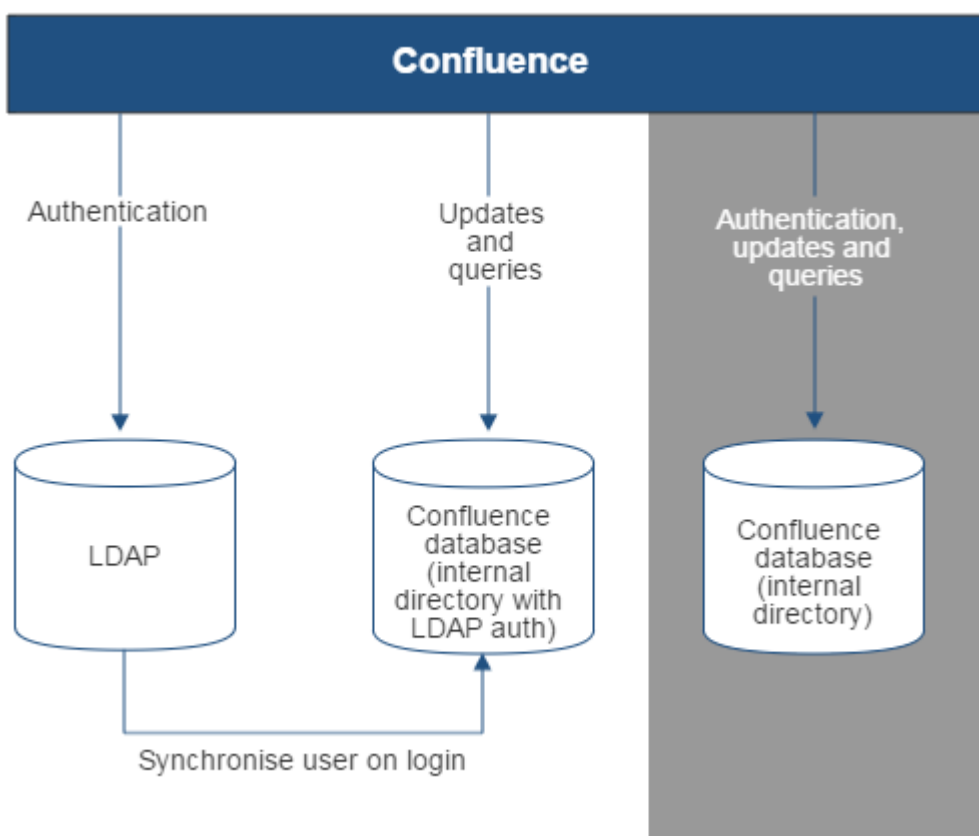 Confluence
Authentication
Updates
and
queries
Authentication,
updates and
queries
LDAP
Confluence
database
(internal
directory with
LDAP auth)
Confluence
database
(internal
directory)
Synchronise user on login